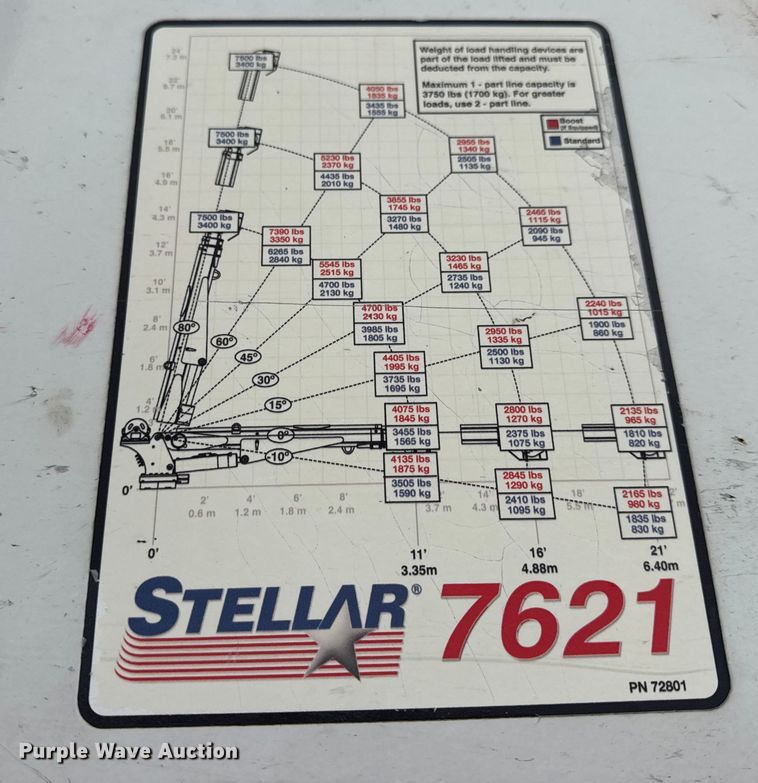 Weight of load handling devices are
part of the load lifted and must be
deducted from the capacity.
Maximum 1 - part line capacity is
3750 lbs (1700 kg). For greater
loads, use 2 - part line.
Boost
(If Equipped)
Standard
24'
7.3 m
22'
6.7 m
20'
6.1 m
18'
5.5 m
16'
4.9 m
14'
4.3 m
12'
3.7 m
10'
3.1 m
8'
2.4 m
6'
1.8 m
4'
1.2
0'
7500 lbs
3400 kg
7500 lbs
3400 kg
7500 lbs
3400 kg
4050 lbs
1835 kg
3435 lbs
1555 kg
5230 lbs
2370 kg
4435 lbs
2010 kg
7390 lbs
3350 kg
6265 lbs
2840 kg
2955 lbs
1340 kg
2505 lbs
1135 kg
3855 lbs
1745 kg
3270 lbs
1480 kg
5545 lbs
2515 kg
4700 lbs
2130 kg
2465 lbs
1115 kg
2090 lbs
945 kg
3230 lbs
1465 kg
2735 lbs
1240 kg
4700 lbs
2130 kg
3985 lbs
1805 kg
2240 lbs
1015 kg
1900 lbs
860 kg
2950 lbs
1335 kg
2500 lbs
1130 kg
4405 lbs
1995 kg
3735 lbs
1695 kg
4075 lbs
1845 kg
3455 lbs
1565 kg
2800 lbs
1270 kg
2375 lbs
1075 kg
2135 lbs
965 kg
1810 lbs
820 kg
4135 lbs
1875 kg
3505 lbs
1590 kg
2845 lbs
1290 kg
2410 lbs
1095 kg
2165 lbs
980 kg
1835 lbs
830 kg
80°
60°
45°
30°
15°
0°
-10°
2'
0.6 m
4'
1.2 m
6'
1.8 m
8'
2.4 m
3.7 m
14'
4.3 m
18'
5.5
2'
m
0'
11'
3.35m
16'
4.88m
21'
6.40m
STELLAR® 7621
PN 72801
Purple Wave Auction